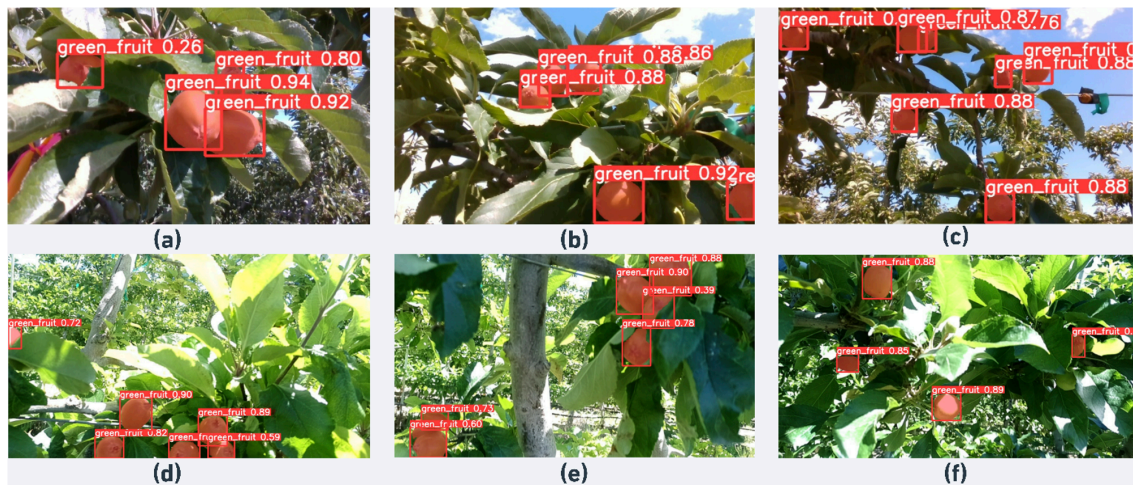 green_fruit 0.26
green_fruit 0.80
green_fruit 0.94
green_fruit 0.92
(a)
0.86
green_fruit 0.88
green_fruit 0.92
(b)
green_fruit 0.87
green_fruit 0.88
green_fruit 0.88
(c)
green_fruit 0.72
green_fruit 0.90
green_fruit 0.89
green_fruit 0.82
green_fruit 0.59
(d)
green_fruit 0.88
green_fruit 0.90
green_fruit 0.39
green_fruit 0.78
green_fruit 0.73
green_fruit 0.60
(e)
green_fruit 0.88
green_fruit 0.85
green_fruit 0.89
(f)